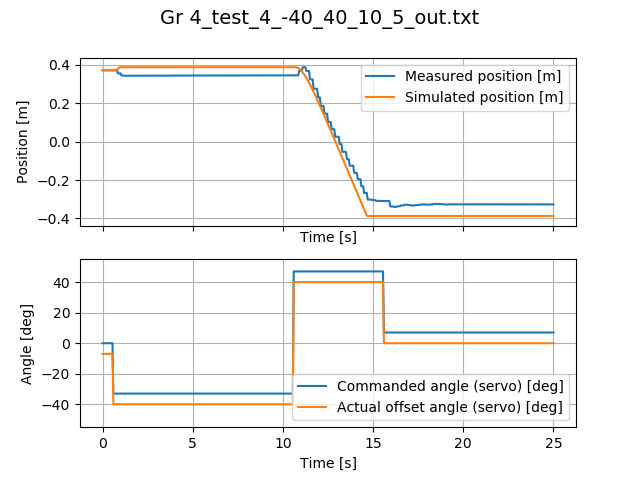 Gr 4_test_4_-40_40_10_5_out.txt
0.4
0.2
0.0
−0.2
−0.4
Position [m]
Measured position [m]
Simulated position [m]
Time [s]
40
20
0
−20
−40
Angle [deg]
Commanded angle (servo) [deg]
Actual offset angle (servo) [deg]
0 5 10 15 20 25
Time [s]